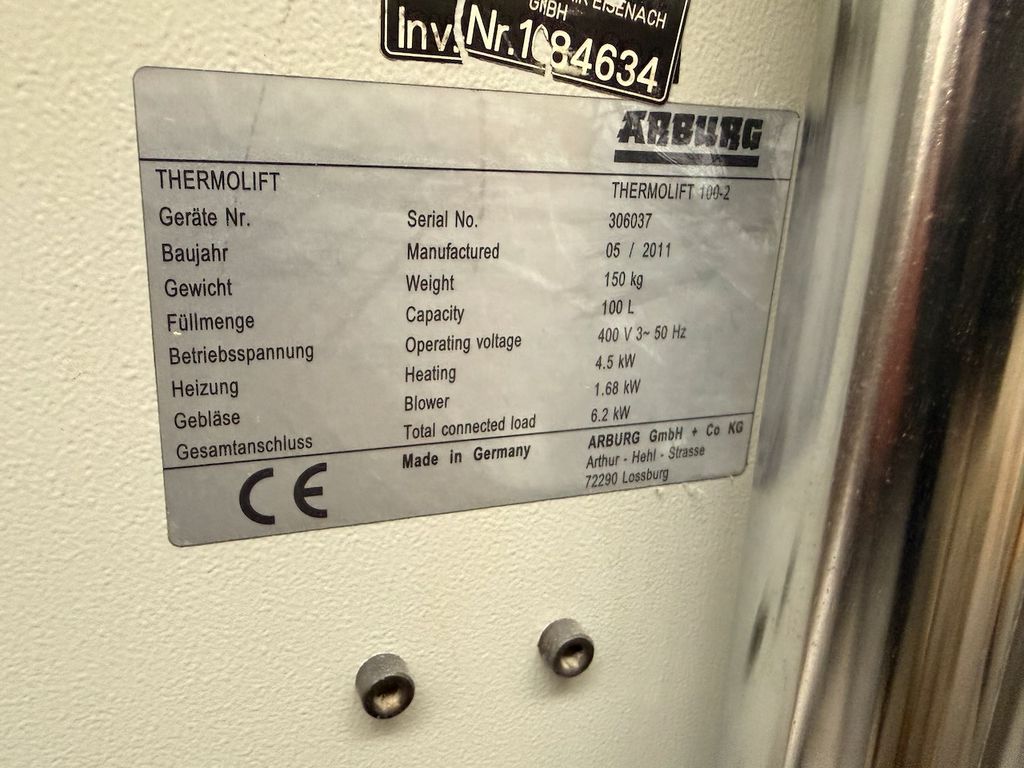 EISENACH
GmbH
Inv. Nr.1084634
ARBURG
THERMOLIFT THERMOLIFT 100-2
Geräte Nr. Serial No. 306037
Baujahr Manufactured 05 / 2011
Gewicht Weight 150 kg
Füllmenge Capacity 100 L
Betriebsspannung Operating voltage 400 V 3~ 50 Hz
Heizung Heating 4.5 kW
Gebläse Blower 1.68 kW
Gesamtanschluss Total connected load 6.2 kW
CE Made in Germany ARBURG GmbH + Co KG
Arthur - Hehl - Strasse
72290 Lossburg